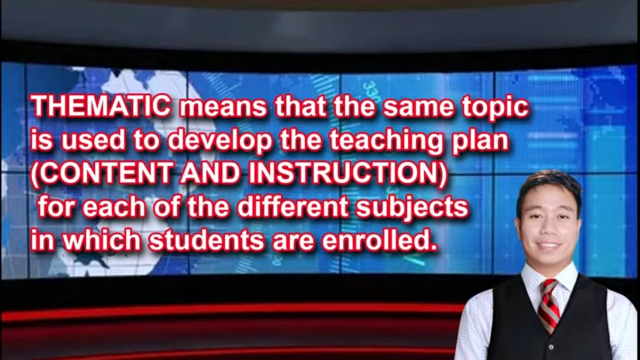 THEMATIC means that the same topic
is used to develop the teaching plan
(CONTENT AND INSTRUCTION)
for each of the different subjects
in which students are enrolled.